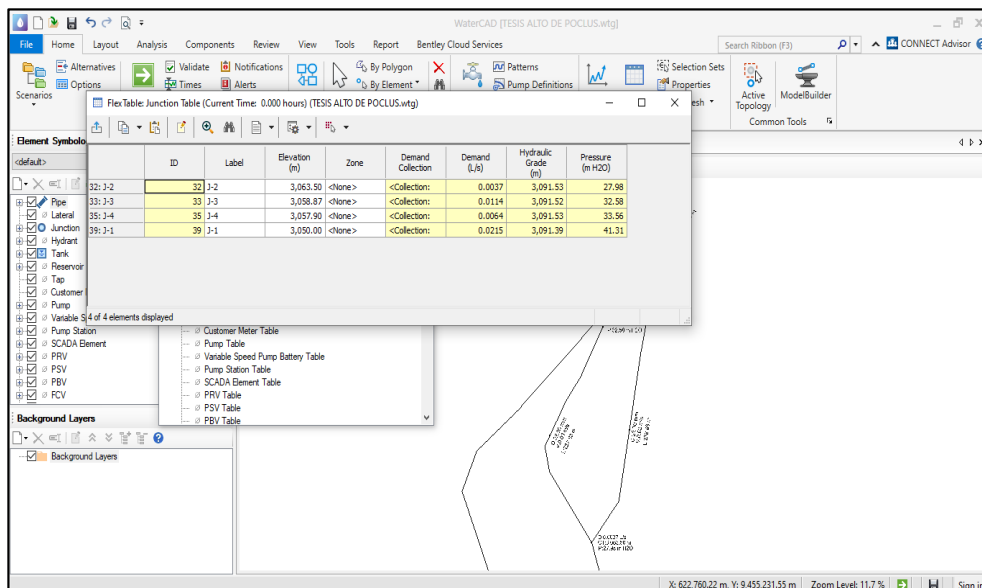 WaterCAD [TESIS ALTO DE POCLUS.wtg]
File Home Layout Analysis Components Review View Tools Report Bentley Cloud Services Search Ribbon (F3) CONNECT Advisor
Scenarios Alternatives Options Validate Times Notifications Alerts By Polygon By Element Patterns Pump Definitions Selection Sets Properties Active Topology ModelBuilder
Common Tools
FlexTable: Junction Table (Current Time: 0.000 hours) (TESIS ALTO DE POCLUS.wtg)
ID Label Elevation (m) Zone Demand Collection Demand (L/s) Hydraulic Grade (m) Pressure (m H2O)
32: J-2 32 J-2 3,063.50 <None> <Collection: 0.0037 3,091.53 27.98
33: J-3 33 J-3 3,058.87 <None> <Collection: 0.0114 3,091.52 32.58
35: J-4 35 J-4 3,057.90 <None> <Collection: 0.0064 3,091.53 33.56
39: J-1 39 J-1 3,050.00 <None> <Collection: 0.0215 3,091.39 41.31
4 of 4 elements displayed
Element Symbolo
<default>
Pipe
Lateral
Junction
Hydrant
Tank
Reservoir
Tap
Customer
Pump
Variable S
Pump Station
SCADA Element
PRV
PSV
PBV
FCV
Customer Meter Table
Pump Table
Variable Speed Pump Battery Table
Pump Station Table
SCADA Element Table
PRV Table
PSV Table
PBV Table
Background Layers
Background Layers
X: 622,760.22 m, Y: 9,455,231.55 m Zoom Level: 11.7 % Sign in